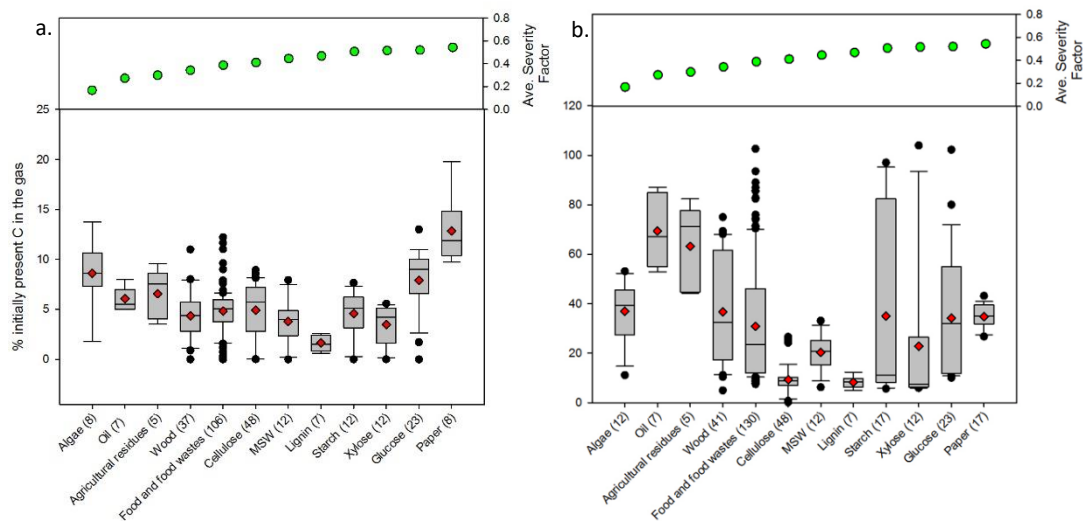 a.
0.8
0.6
0.4
0.2
0.0
Ave. Severity
Factor
25
20
15
10
5
0
% initially present C in the gas
Algae (8)
Oil (7)
Agricultural residues (5)
Wood (37)
Food and food wastes (106)
Cellulose (48)
MSW (12)
Lignin (7)
Starch (12)
Xylose (12)
Glucose (23)
Paper (8)
b.
0.8
0.6
0.4
0.2
0.0
Ave. Severity
Factor
120
100
80
60
40
20
0
Algae (12)
Oil (7)
Agricultural residues (5)
Wood (41)
Food and food wastes (130)
Cellulose (48)
MSW (12)
Lignin (7)
Starch (17)
Xylose (12)
Glucose (23)
Paper (17)